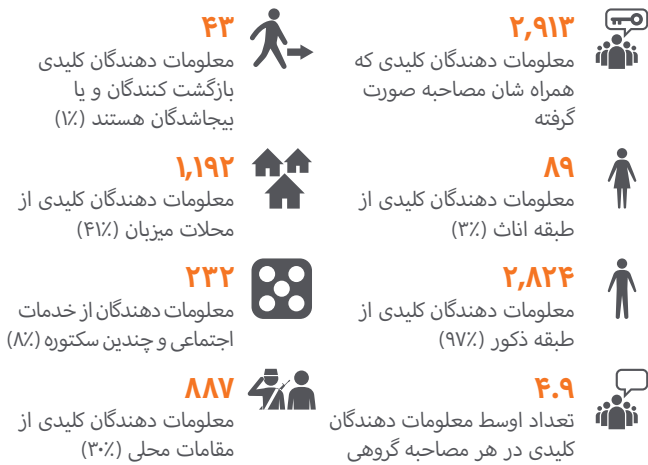 ۲,۹۱۳
معلومات دهندگان کلیدی که
همراه شان مصاحبه صورت
گرفته
۸۹
معلومات دهندگان کلیدی از
طبقه اناث (۳٪)
۲,۸۲۴
معلومات دهندگان کلیدی از
طبقه ذکور (۹۷٪)
۴.۹
تعداد اوسط معلومات دهندگان
کلیدی در هر مصاحبه گروهی
۴۳
معلومات دهندگان کلیدی
بازگشت کنندگان و یا
بیجاشدگان هستند (۱٪)
۱,۱۹۲
معلومات دهندگان کلیدی از
محلات میزبان (۴۱٪)
۲۳۲
معلومات دهندگان از خدمات
اجتماعی و چندین سکتوره (۸٪)
۸۸۷
معلومات دهندگان کلیدی از
مقامات محلی (۳۰٪)